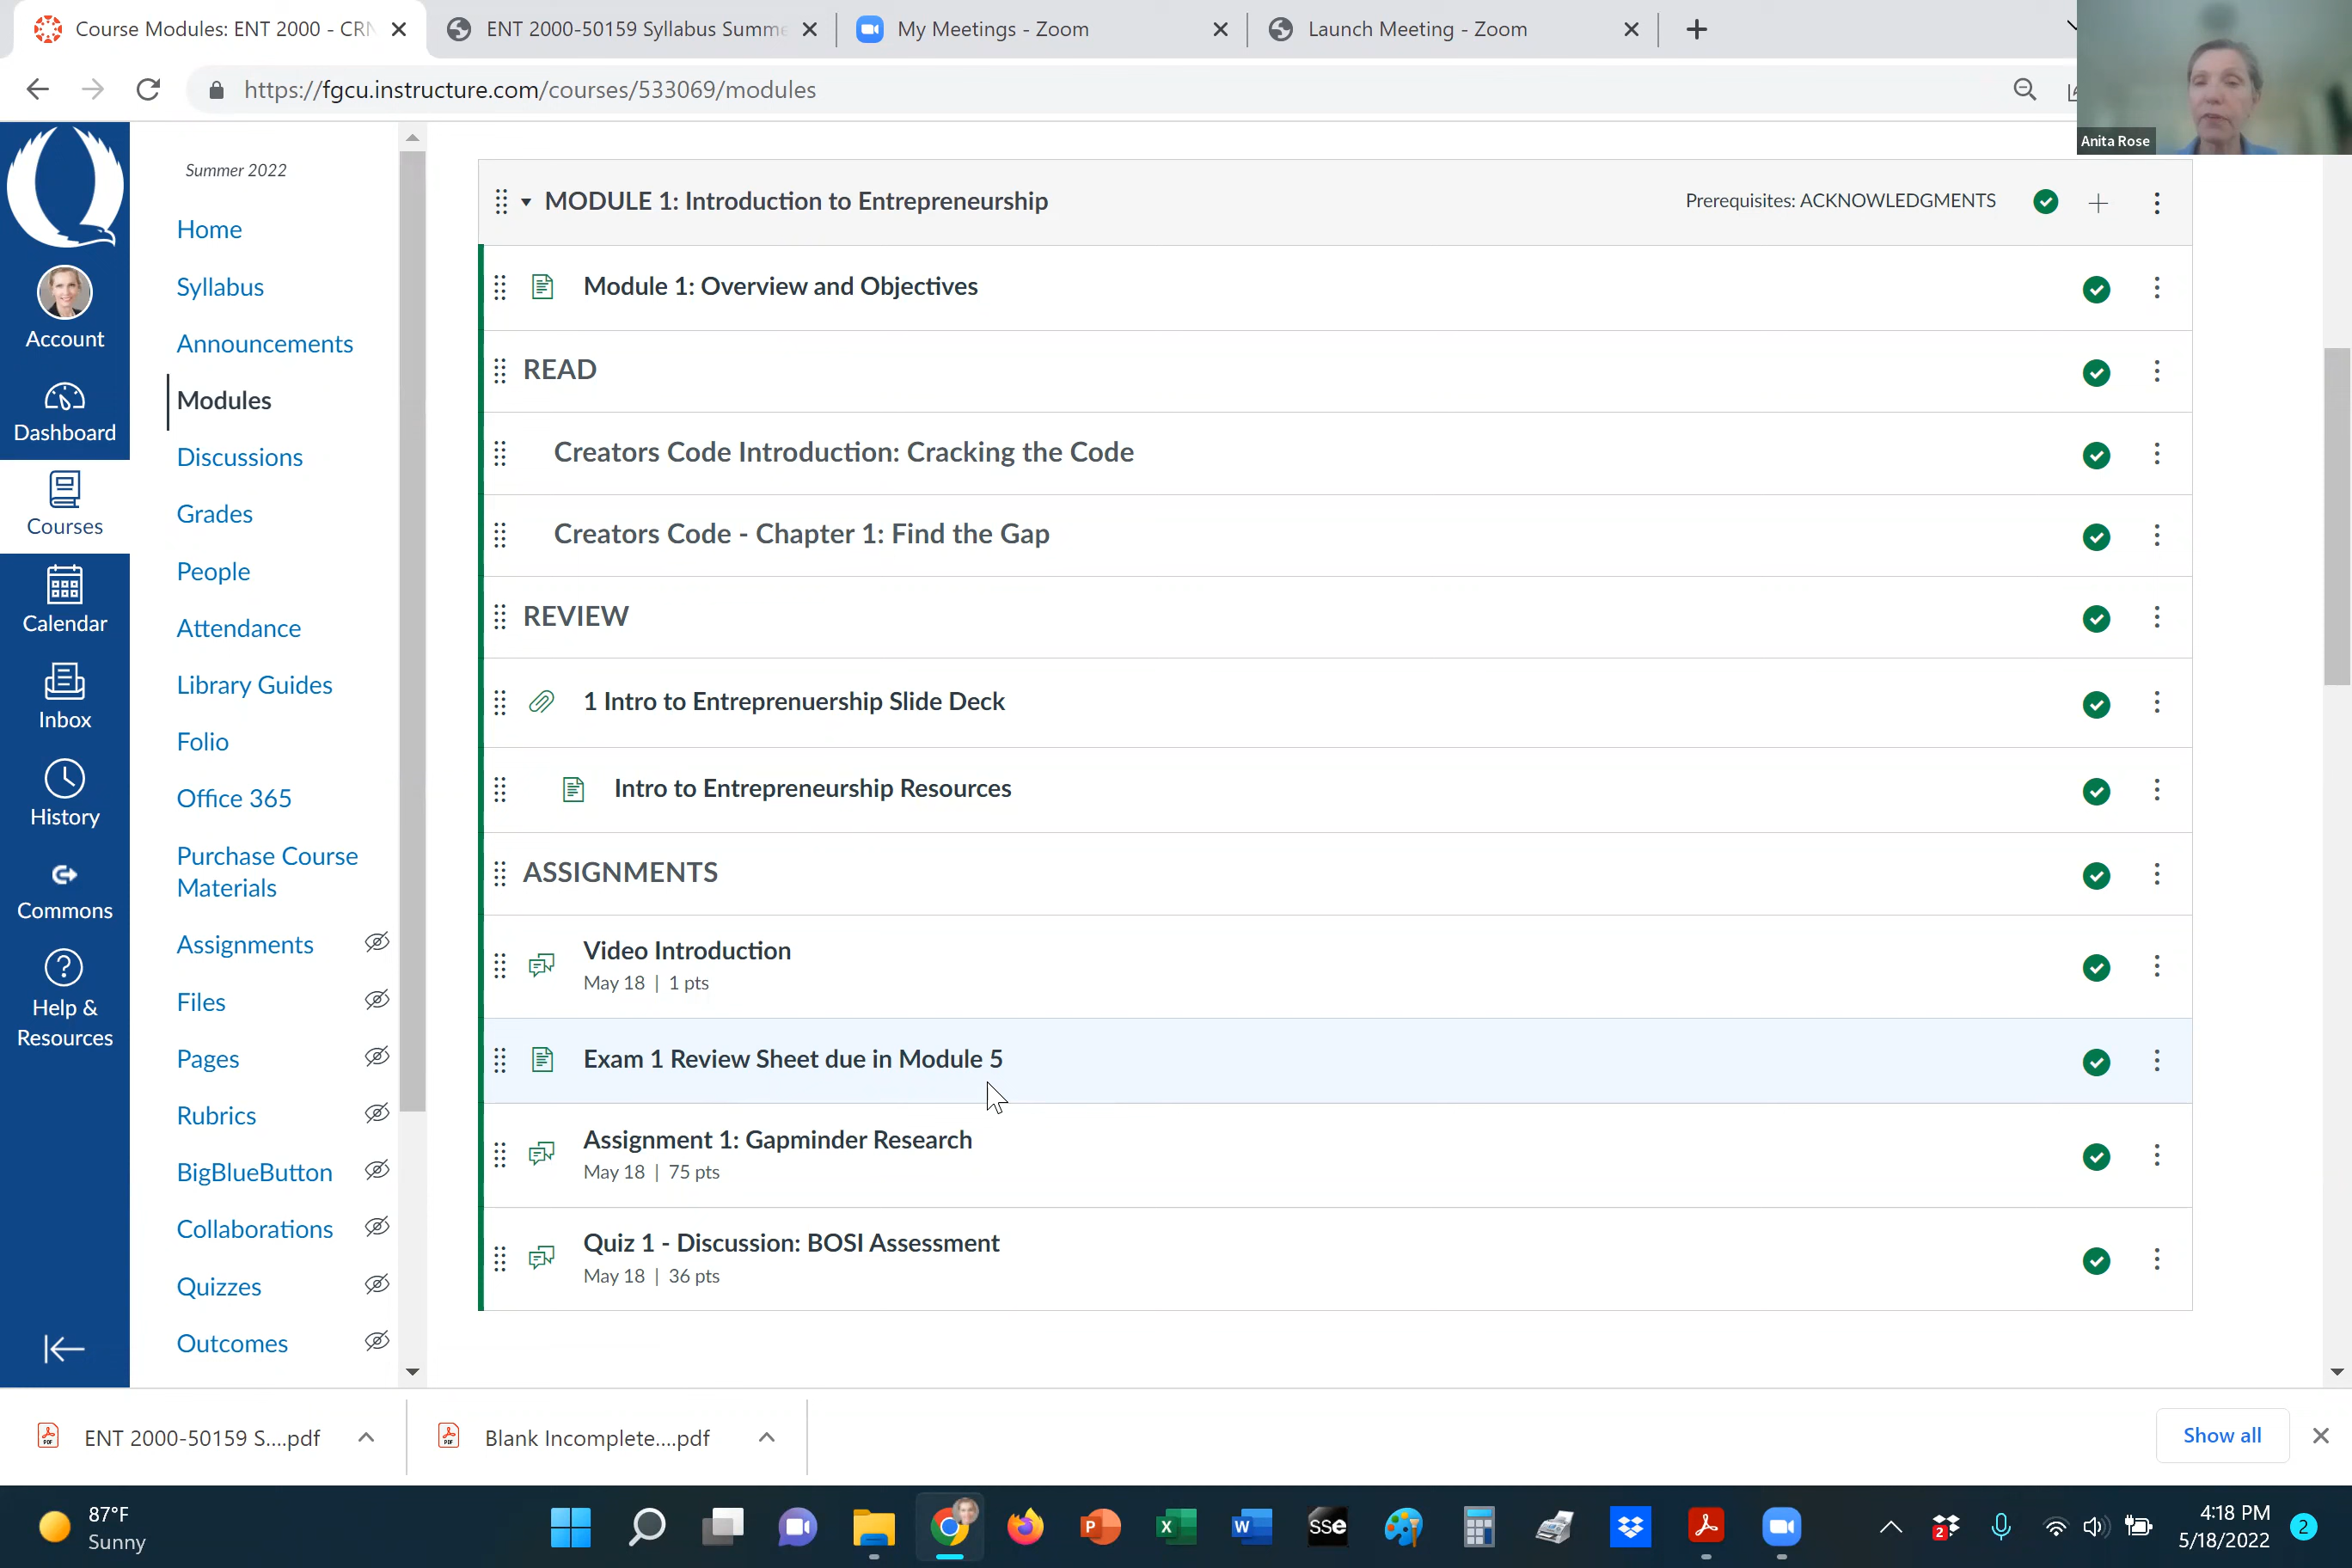 Course Modules: ENT 2000 - CRN
ENT 2000-50159 Syllabus Summe
My Meetings - Zoom
Launch Meeting - Zoom
https://fgcu.instructure.com/courses/533069/modules
Anita Rose
Account
Dashboard
Courses
Calendar
Inbox
History
Commons
Help &
Resources
Summer 2022
Home
Syllabus
Announcements
Modules
Discussions
Grades
People
Attendance
Library Guides
Folio
Office 365
Purchase Course
Materials
Assignments
Files
Pages
Rubrics
BigBlueButton
Collaborations
Quizzes
Outcomes
MODULE 1: Introduction to Entrepreneurship
Prerequisites: ACKNOWLEDGMENTS
Module 1: Overview and Objectives
READ
Creators Code Introduction: Cracking the Code
Creators Code - Chapter 1: Find the Gap
REVIEW
1 Intro to Entreprenuership Slide Deck
Intro to Entrepreneurship Resources
ASSIGNMENTS
Video Introduction
May 18 | 1 pts
Exam 1 Review Sheet due in Module 5
Assignment 1: Gapminder Research
May 18 | 75 pts
Quiz 1 - Discussion: BOSI Assessment
May 18 | 36 pts
ENT 2000-50159 S....pdf
Blank Incomplete....pdf
Show all
87°F
Sunny
SSe
2
4:18 PM
5/18/2022
2